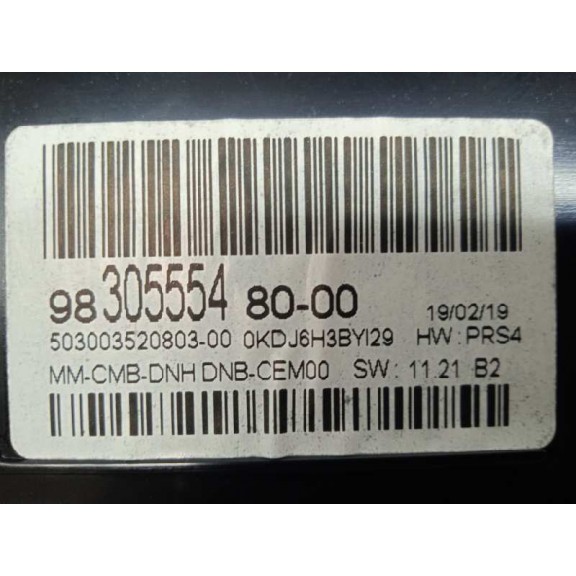 98 305554 80-00 19/02/19
503003520803-00 0KDJ6H3BYI29 HW : PRS4
MM-CMB-DNH DNB-CEM00 SW : 11.21 B2